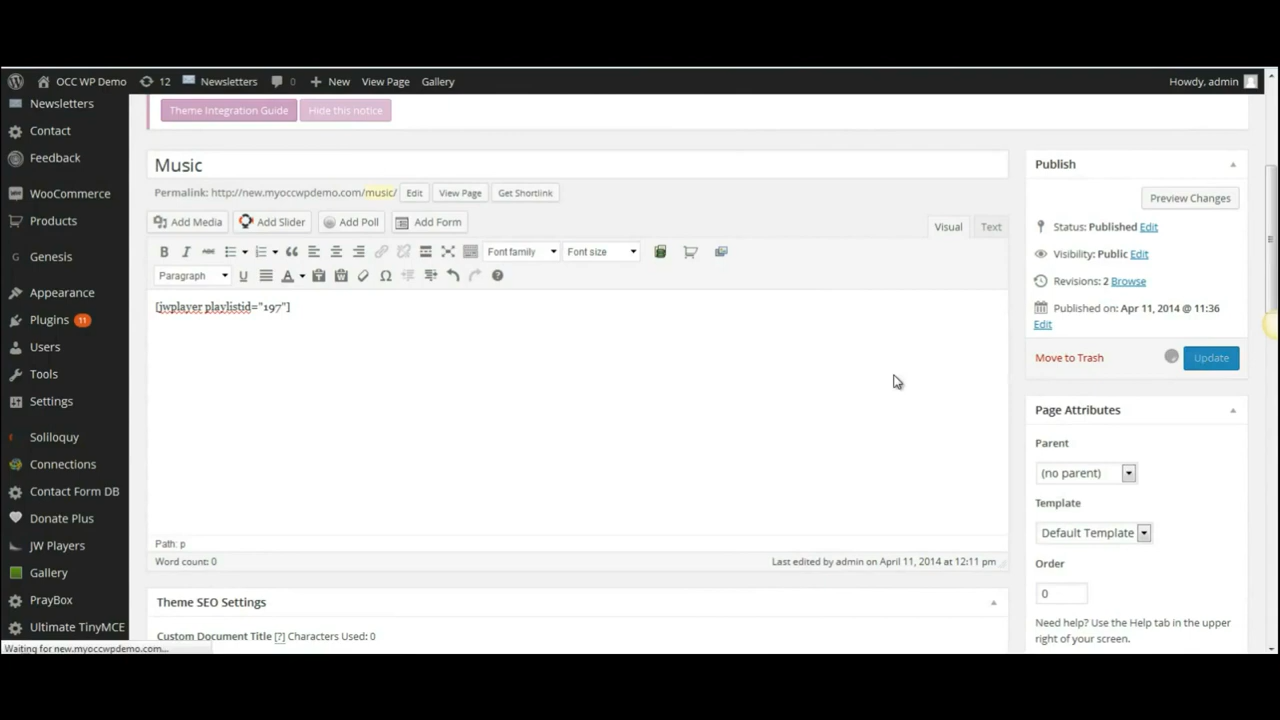 OCC WP Demo 12 Newsletters 0 New View Page Gallery Howdy, admin
Newsletters
Contact
Feedback
WooCommerce
Products
Genesis
Appearance
Plugins 11
Users
Tools
Settings
Soliloquy
Connections
Contact Form DB
Donate Plus
JW Players
Gallery
PrayBox
Ultimate TinyMCE
Theme Integration Guide Hide this notice
Music
Permalink: http://new.myoccwpdemo.com/music/ Edit View Page Get Shortlink
Add Media Add Slider Add Poll Add Form
Visual Text
B I ABC Font family Font size
Paragraph U A
[jwplayer playlistid="197"]
Path: p
Word count: 0 Last edited by admin on April 11, 2014 at 12:11 pm
Theme SEO Settings
Custom Document Title [?] Characters Used: 0
Publish
Preview Changes
Status: Published Edit
Visibility: Public Edit
Revisions: 2 Browse
Published on: Apr 11, 2014 @ 11:36
Edit
Move to Trash Update
Page Attributes
Parent
(no parent)
Template
Default Template
Order
0
Need help? Use the Help tab in the upper
right of your screen.
Waiting for new.myoccwpdemo.com...